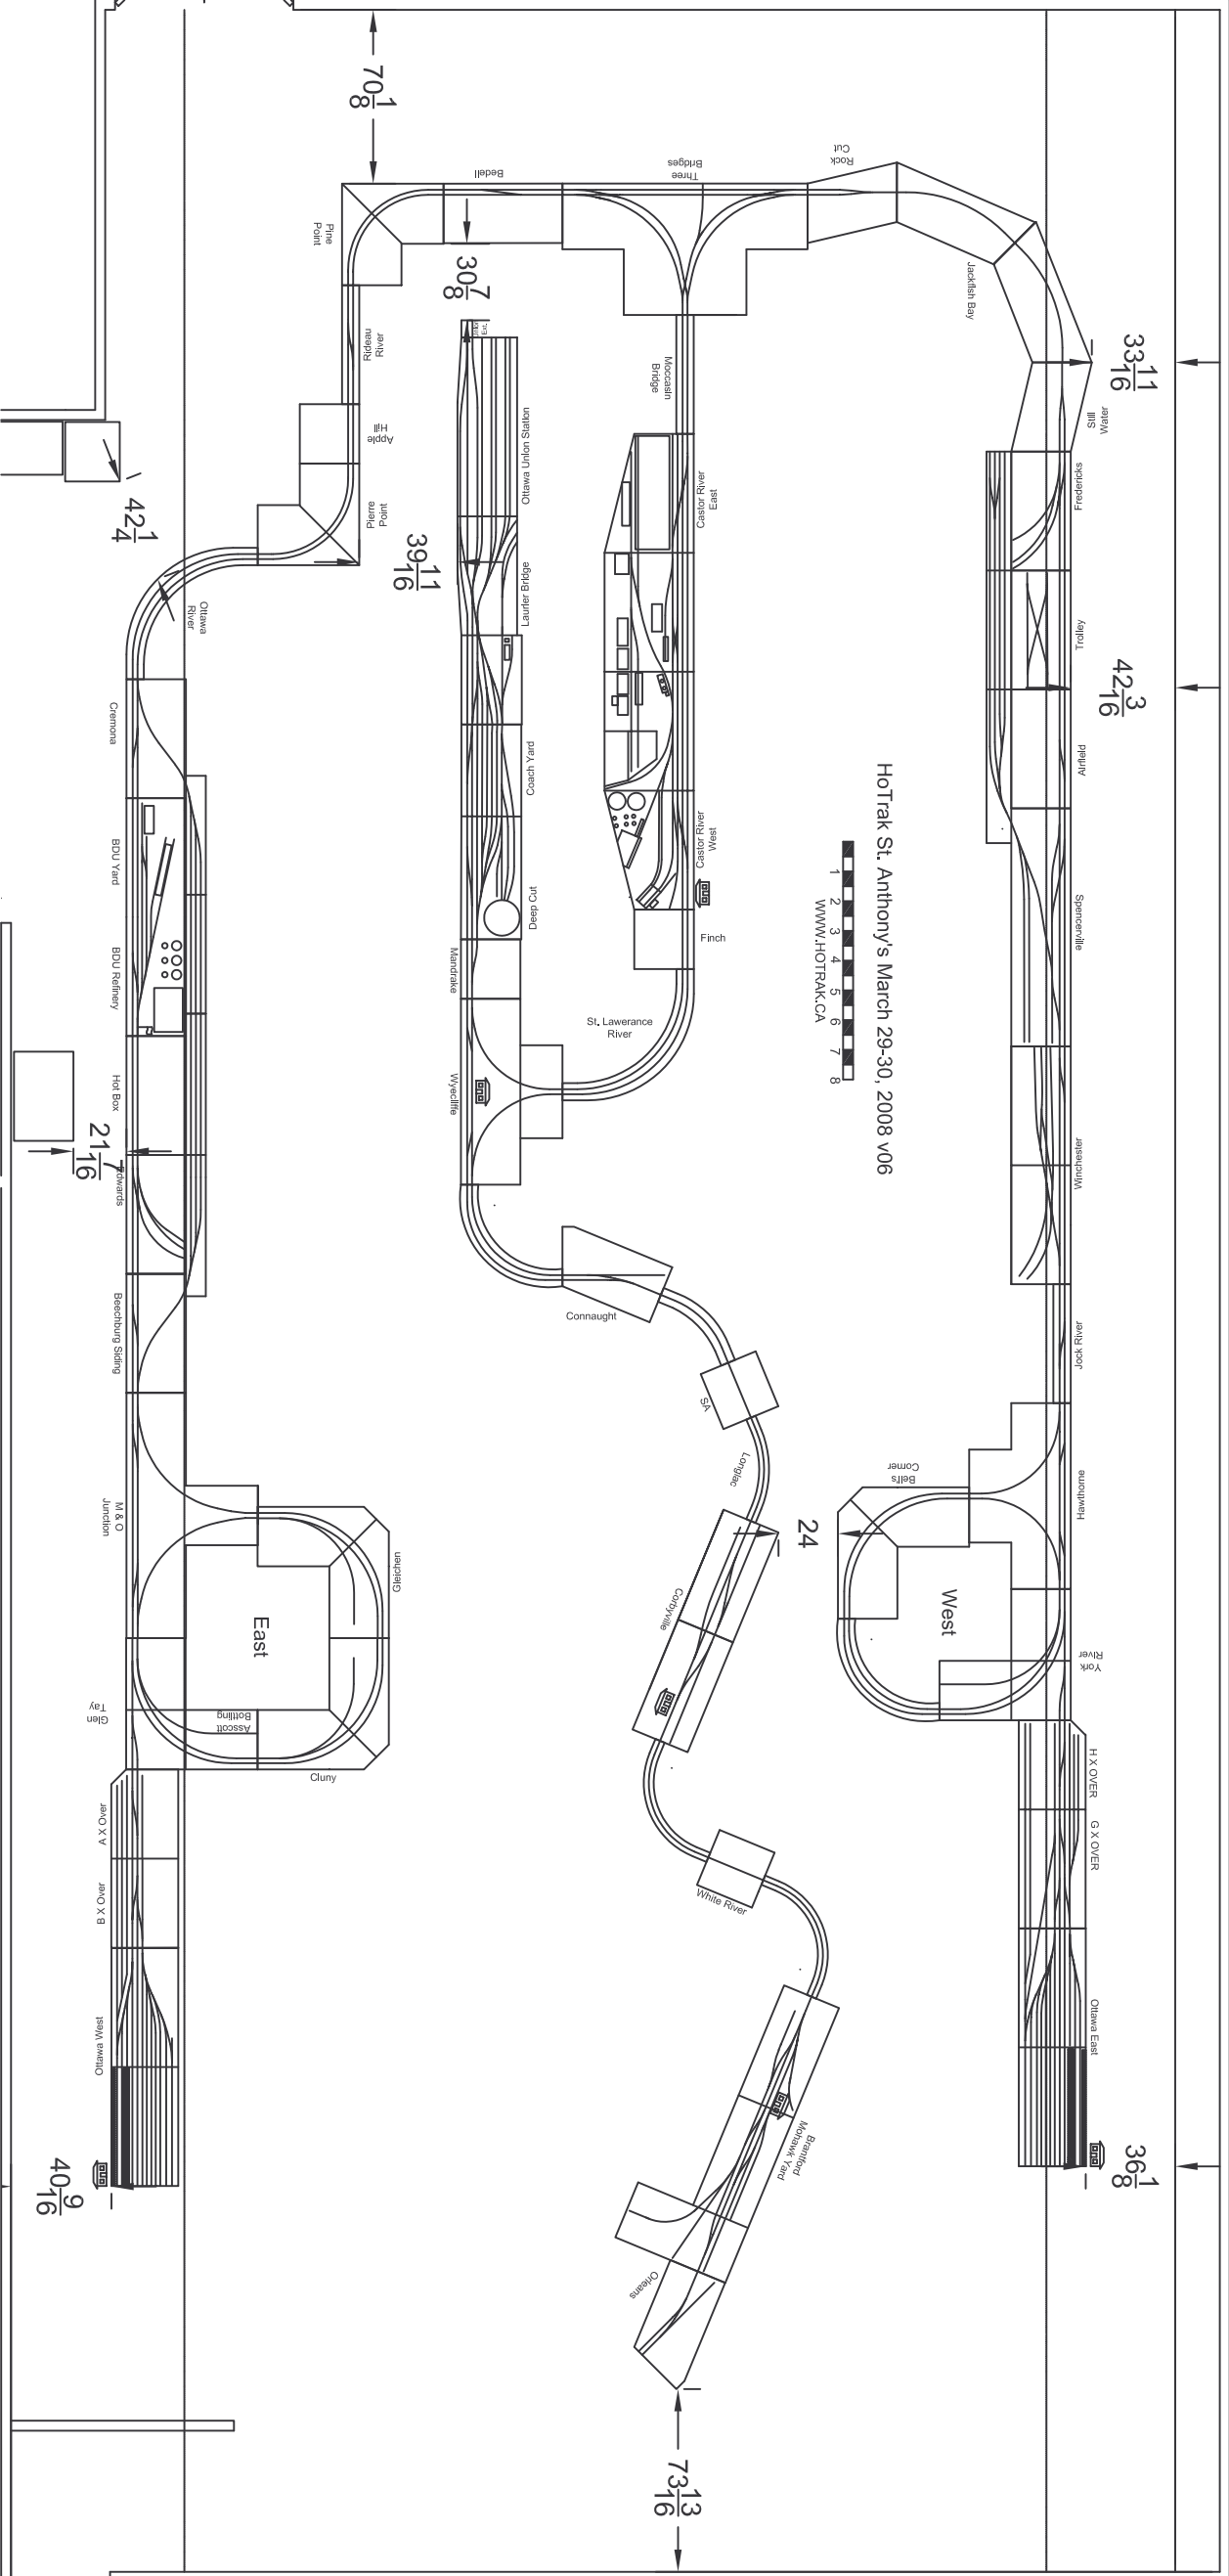 70 1/8
Bedell
Three
Bridges
Rock
Cut
Pine
Point
30 7/8
Jackfish Bay
Rideau
River
Ext.
Moccasin
Bridge
33 11/16
Still
Water
Apple
Hill
Ottawa Union Station
Castor River
East
Fredericks
Pierre
Point
42 1/4
39 11/16
Laurier Bridge
Ottawa
River
Trolley
42 3/16
Cremona
Coach Yard
Airfield
HoTrak St. Anthony's March 29-30, 2008 v06
1 2 3 4 5 6 7 8
WWW.HOTRAK.CA
BDU Yard
Castor River
West
Deep Cut
Finch
Spencerville
BDU Refinery
Mandrake
St. Lawerance
River
Hot Box
Wyecliffe
21 7/16
Edwards
Winchester
Beechburg Siding
Connaught
Jock River
SA
Longlac
Bell's
Corner
M & O
Junction
Hawthorne
24
Gleichen
Corbyville
East
West
York
River
Glen
Tay
Asscott
Bottling
Cluny
H X OVER
A X Over
G X OVER
B X Over
White River
Ottawa West
Ottawa East
Brantford
Mohawk Yard
40 9/16
36 1/8
Orleans
73 13/16